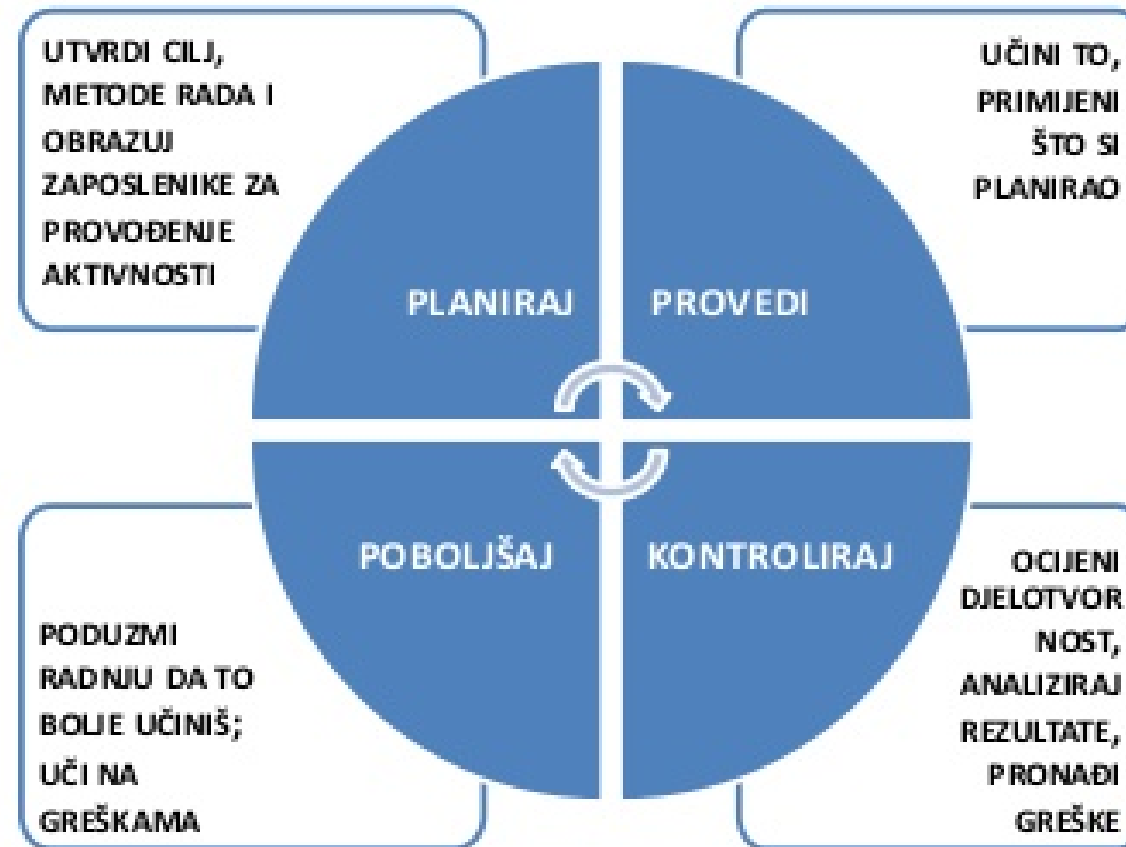 UTVRDI CILJ,
METODE RADA I
OBRAZUJ
ZAPOSLENIKE ZA
PROVOĐENJE
AKTIVNOSTI
UČINI TO,
PRIMIJENI
ŠTO SI
PLANIRAO
PLANIRAJ
PROVEDI
POBOLJŠAJ
KONTROLIRAJ
PODUZMI
RADNJU DA TO
BOLJE UČINIŠ;
UČI NA
GREŠKAMA
OCIJENI
DJELOTVOR
NOST,
ANALIZIRAJ
REZULTATE,
PRONAĐI
GREŠKE